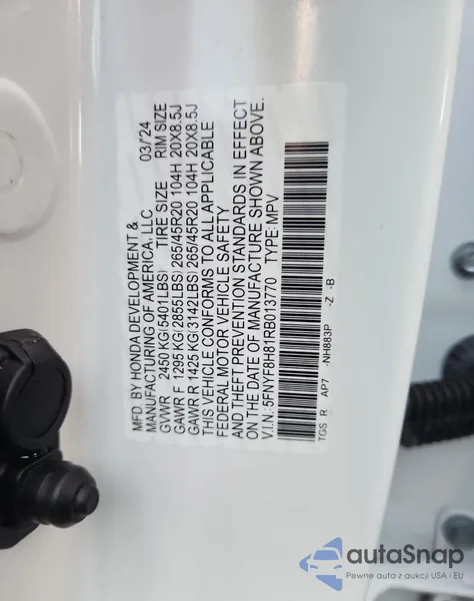 MFD. BY HONDA DEVELOPMENT &
MANUFACTURING OF AMERICA, LLC 03/'24
GVWR 2450 KG(5401LBS) TIRE SIZE RIM SIZE
GAWR F 1295 KG(2855LBS) 265/45R20 104H 20X8.5J
GAWR R 1425 KG(3142LBS) 265/45R20 104H 20X8.5J
THIS VEHICLE CONFORMS TO ALL APPLICABLE
FEDERAL MOTOR VEHICLE SAFETY
AND THEFT PREVENTION STANDARDS IN EFFECT
ON THE DATE OF MANUFACTURE SHOWN ABOVE.
V.I.N.: 5FNYF8H81RB013770 TYPE: MPV
TGS R AP7 -NH883P -Z -B
autaSnap
Pewne auta z aukcji USA i EU